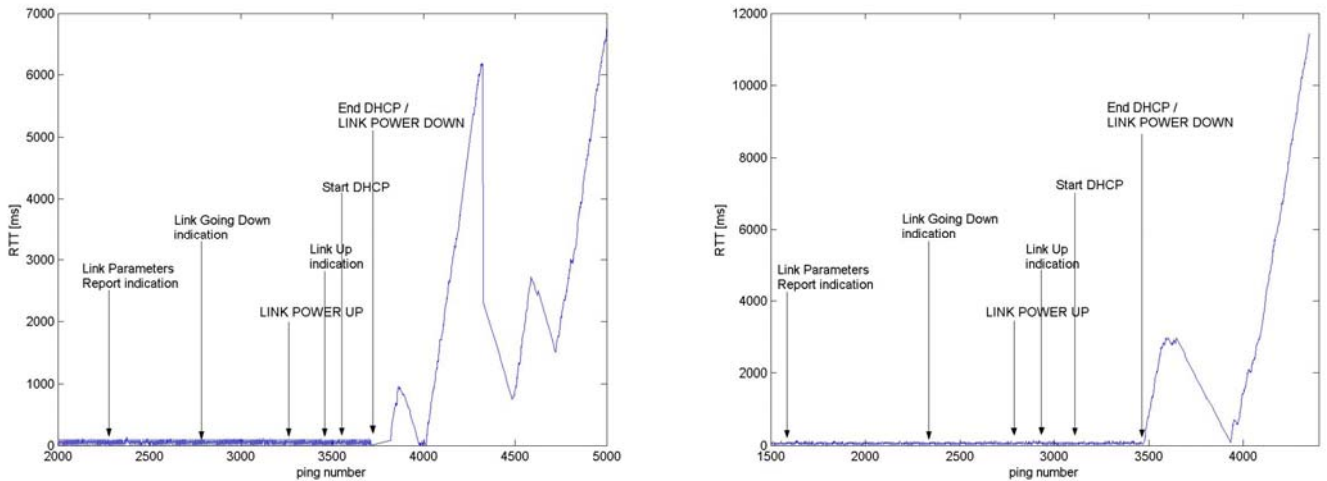 7000
6000
5000
4000
3000
2000
1000
0
RTT [ms]
End DHCP /
LINK POWER DOWN
Start DHCP
Link Going Down
indication
Link Up
indication
Link Parameters
Report indication
LINK POWER UP
2000 2500 3000 3500 4000 4500 5000
ping number
12000
10000
8000
6000
4000
2000
0
RTT [ms]
End DHCP /
LINK POWER DOWN
Start DHCP
Link Going Down
indication
Link Up
indication
Link Parameters
Report indication
LINK POWER UP
1500 2000 2500 3000 3500 4000
ping number